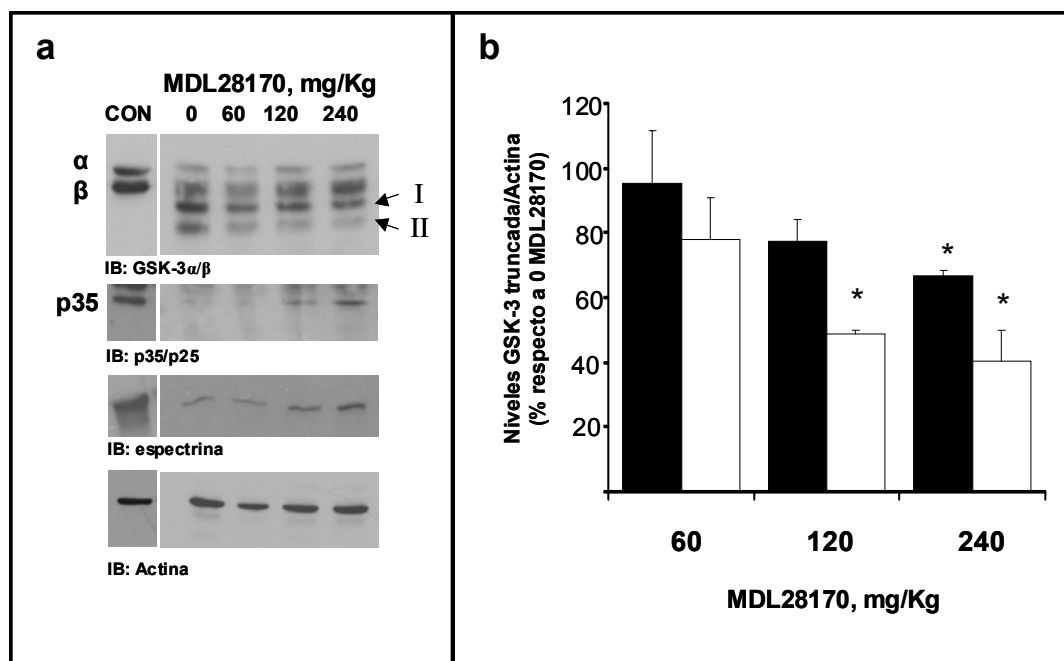 a
MDL28170, mg/Kg
CON 0 60 120 240
α
β
I
II
IB: GSK-3α/β
p35
IB: p35/p25
IB: espectrina
IB: Actina
b
Niveles GSK-3 truncada/Actina
(% respecto a 0 MDL28170)
120
100
80
60
40
20
*
*
*
60 120 240
MDL28170, mg/Kg